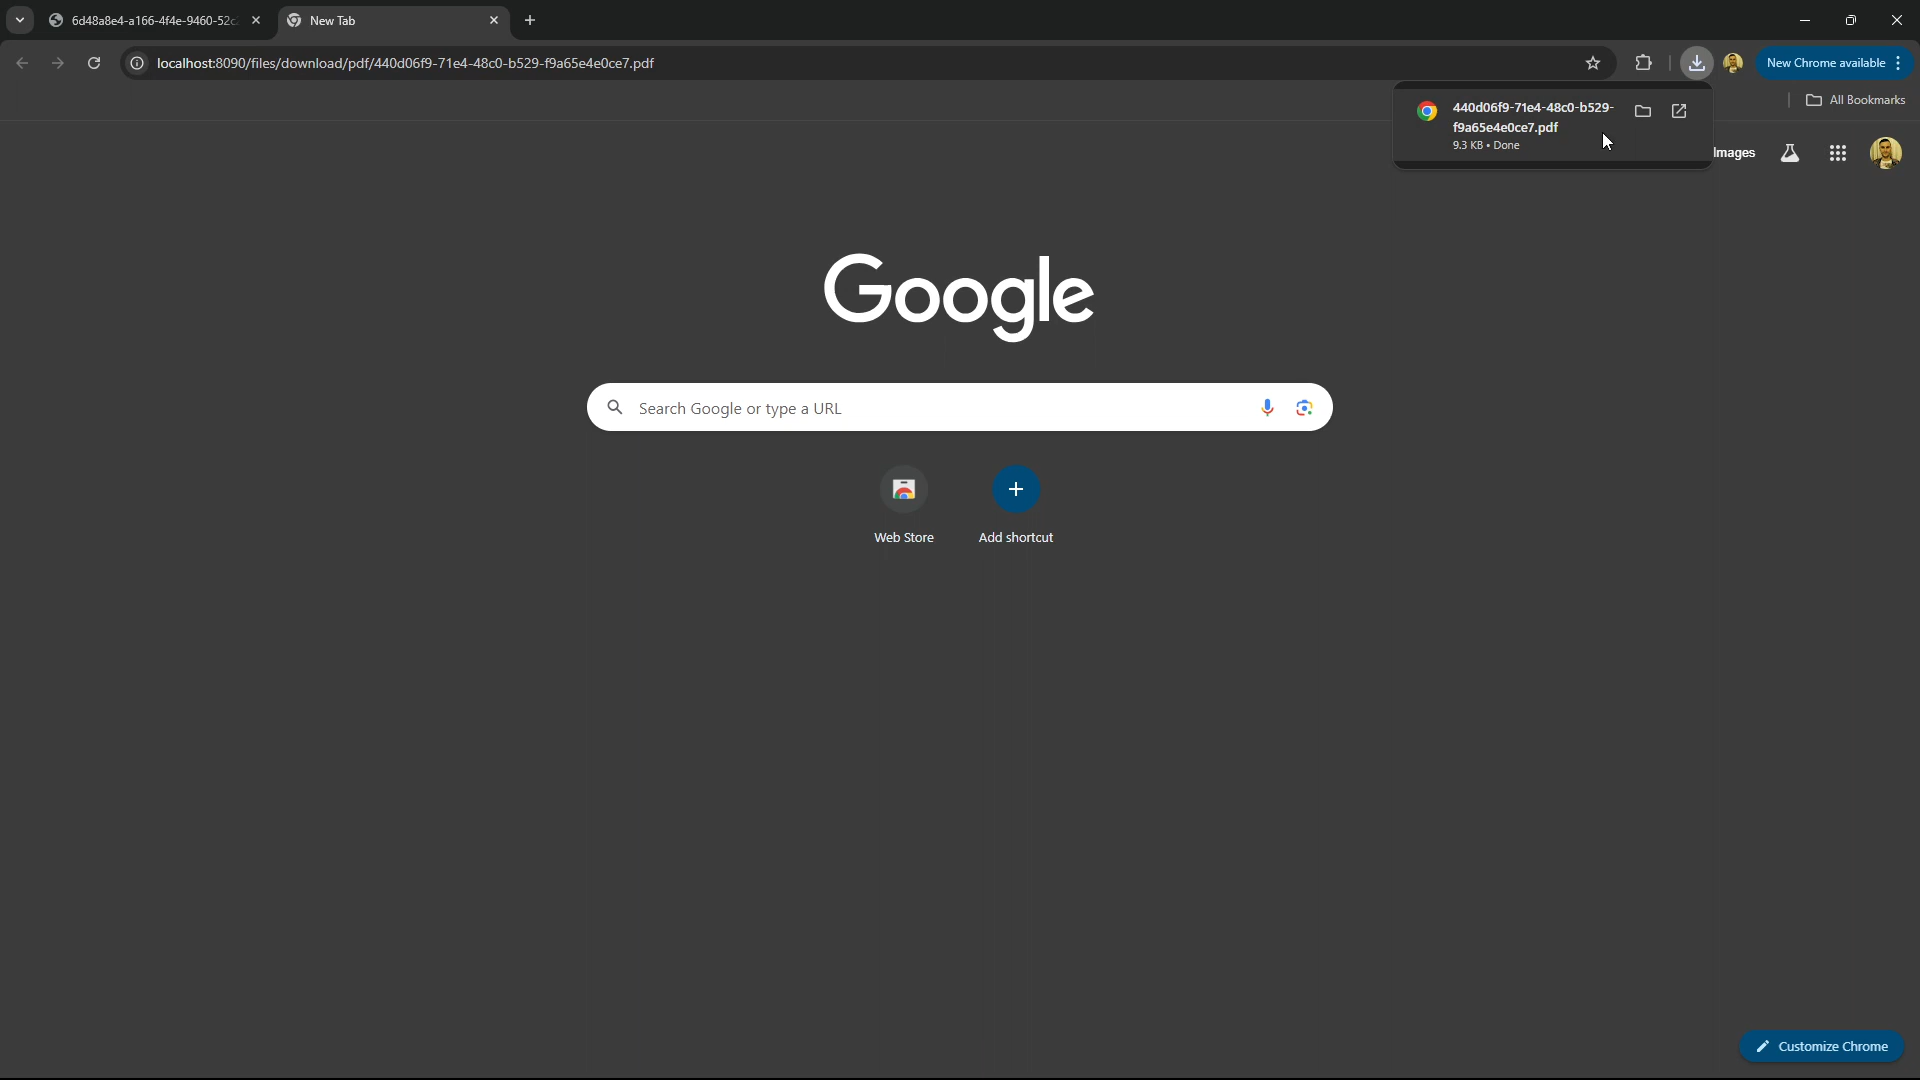 6d48a8e4-a166-4f4e-9460-52c
New Tab
localhost:8090/files/download/pdf/440d06f9-71e4-48c0-b529-f9a65e4e0ce7.pdf
New Chrome available
440d06f9-71e4-48c0-b529-
f9a65e4e0ce7.pdf
9.3 KB • Done
All Bookmarks
Images
Google
Search Google or type a URL
Web Store
Add shortcut
Customize Chrome